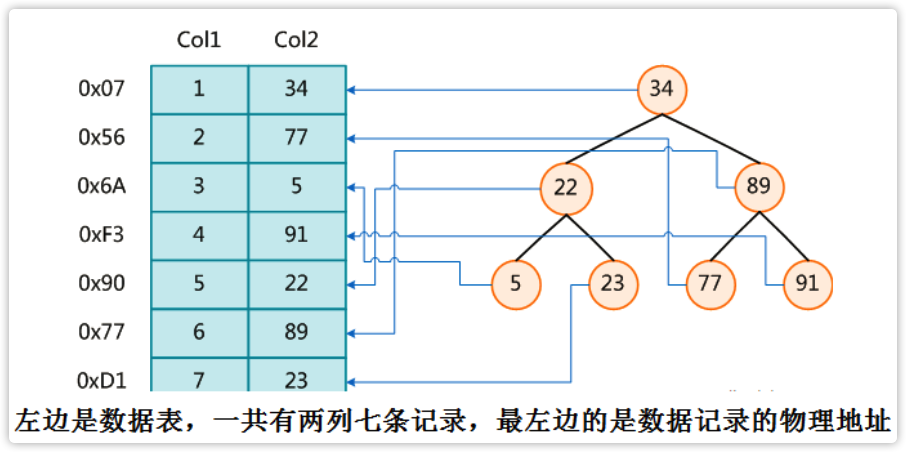 Col1 Col2
0x07 1 34
0x56 2 77
0x6A 3 5
0xF3 4 91
0x90 5 22
0x77 6 89
0xD1 7 23
34
22 89
5 23 77 91
左边是数据表，一共有两列七条记录，最左边的是数据记录的物理地址